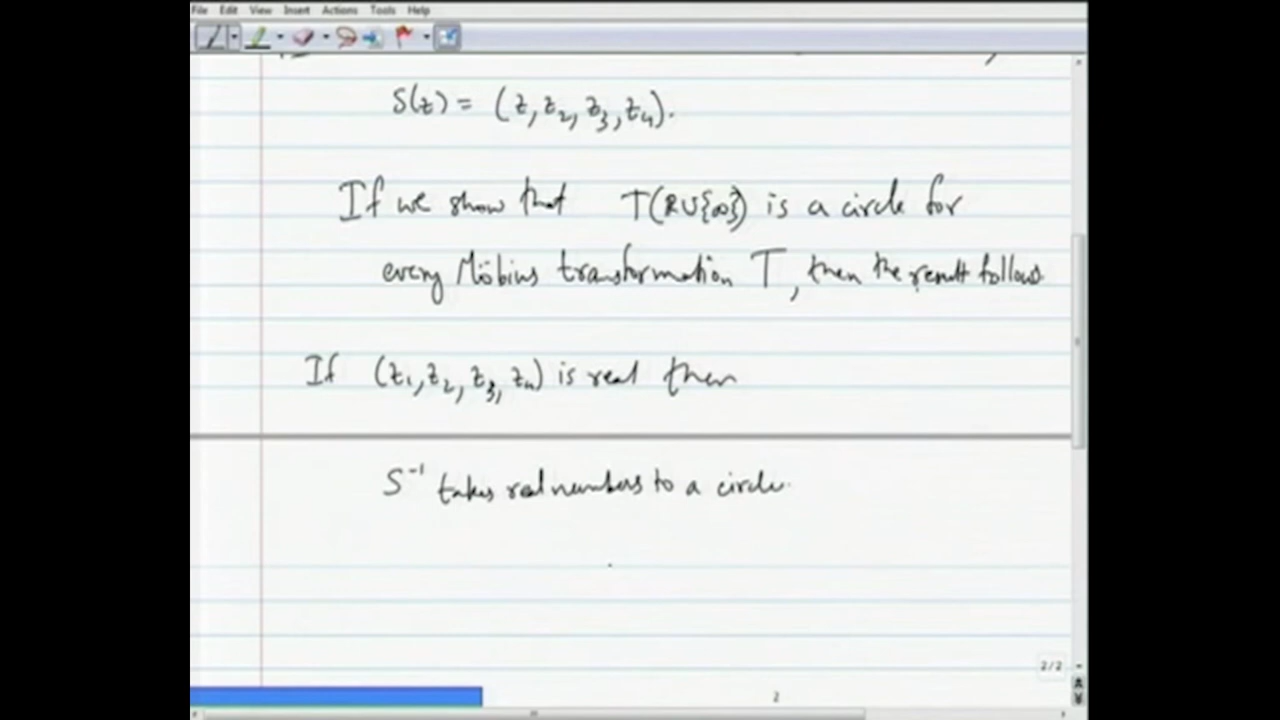 File Edit View Insert Actions Tools Help
S(z) = (z, z₂, z₃, z₄).
If we show that T(RU{∞}) is a circle for
every Möbius transformation T, then the result follows.
If (z₁, z₂, z₃, z₄) is real then
S⁻¹ takes real numbers to a circle.
2/2
2